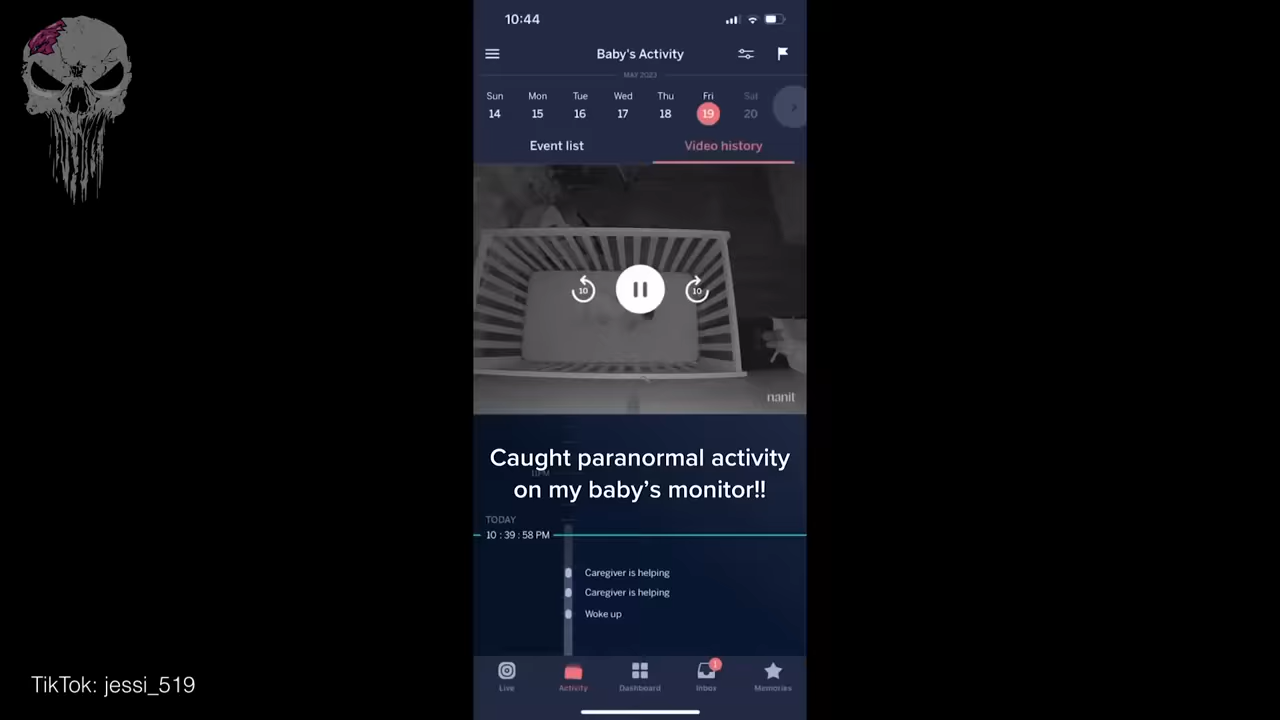 10:44
Baby's Activity
MAY 2023
Sun Mon Tue Wed Thu Fri Sat
14 15 16 17 18 19 20
Event list Video history
10 10
nanit
Caught paranormal activity
on my baby’s monitor!!
11PM
TODAY
10 : 39 : 58 PM
Caregiver is helping
Caregiver is helping
Woke up
1
Live Activity Dashboard Inbox Memories
TikTok: jessi_519